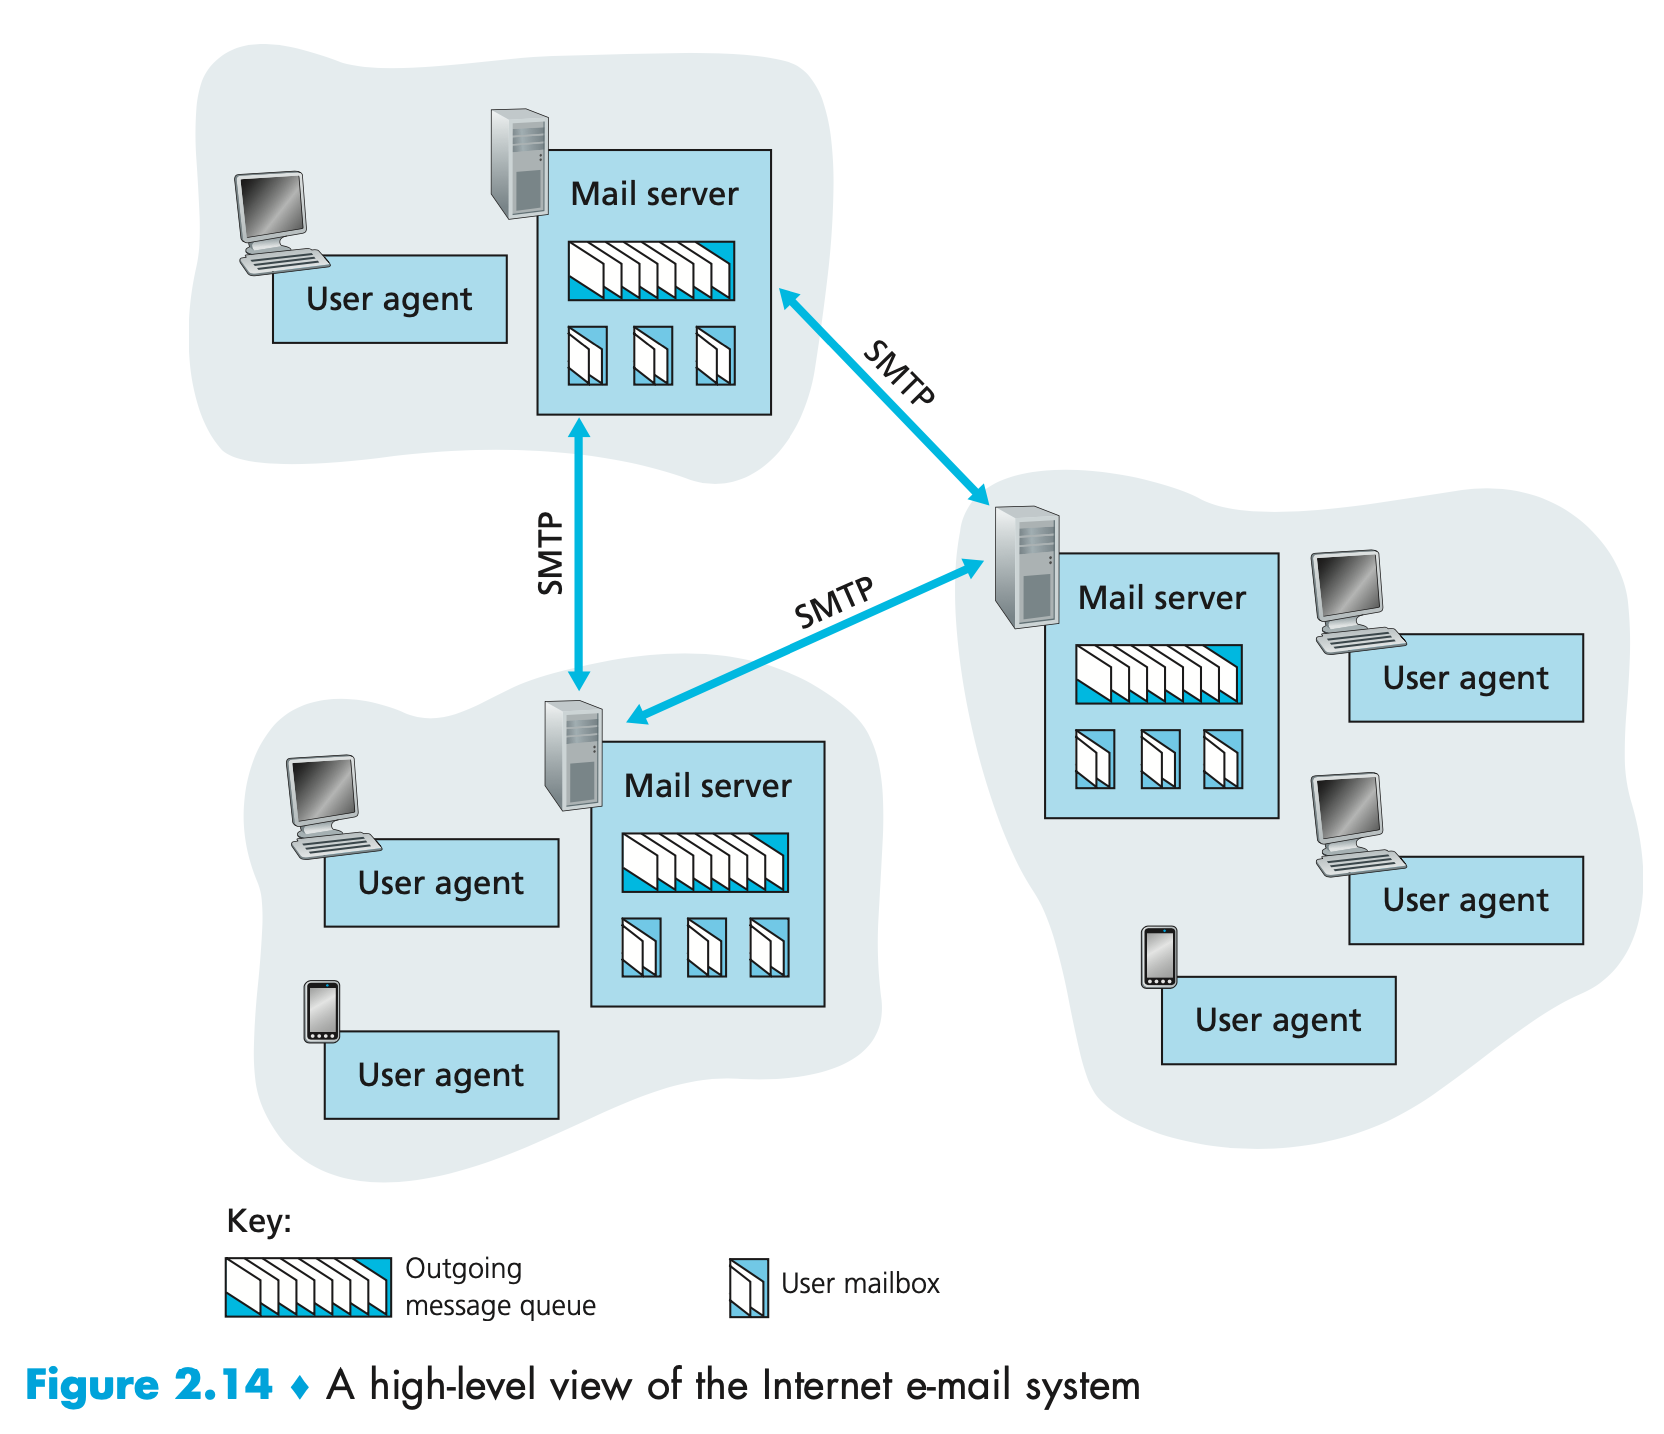 Mail server
User agent
SMTP
SMTP
SMTP
Mail server
User agent
User agent
User agent
Mail server
User agent
User agent
Key:
Outgoing
message queue
User mailbox
Figure 2.14 ♦ A high-level view of the Internet e-mail system